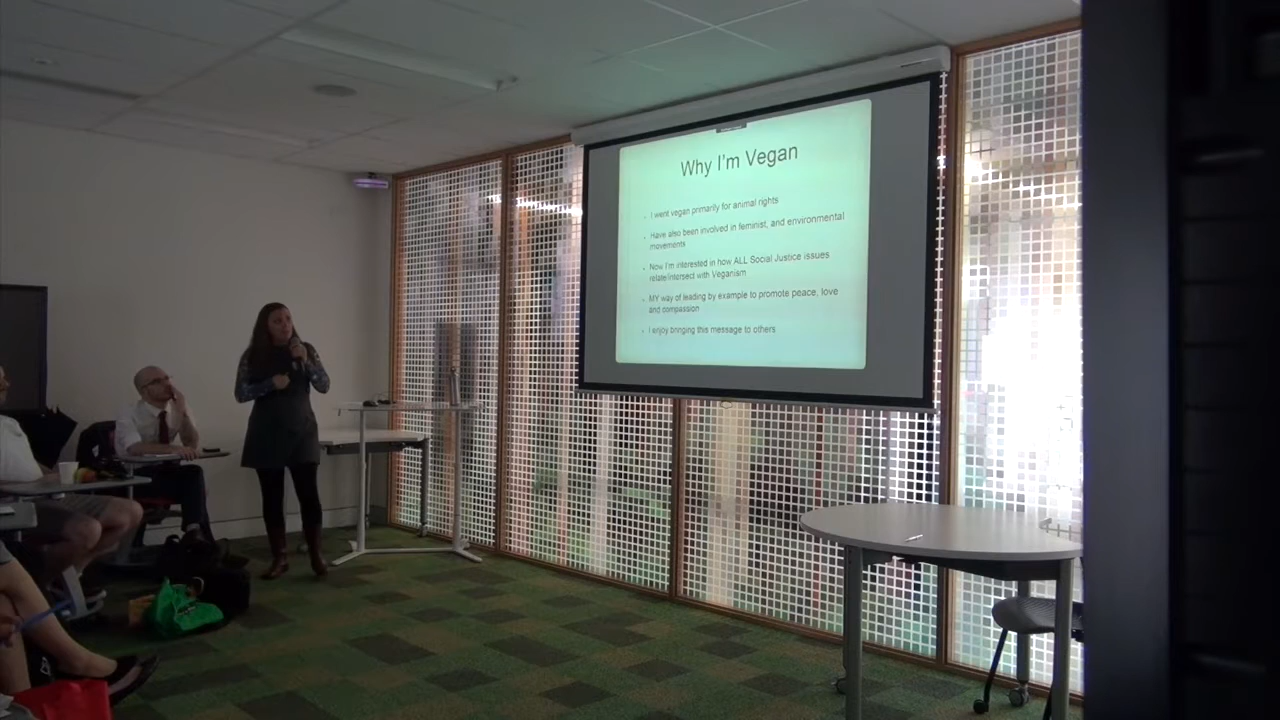 Why I'm Vegan
I went vegan primarily for animal rights
Have also been involved in feminist, and environmental
movements
Now I'm interested in how ALL Social Justice issues
relate/intersect with Veganism
MY way of leading by example to promote peace, love
and compassion
I enjoy bringing this message to others